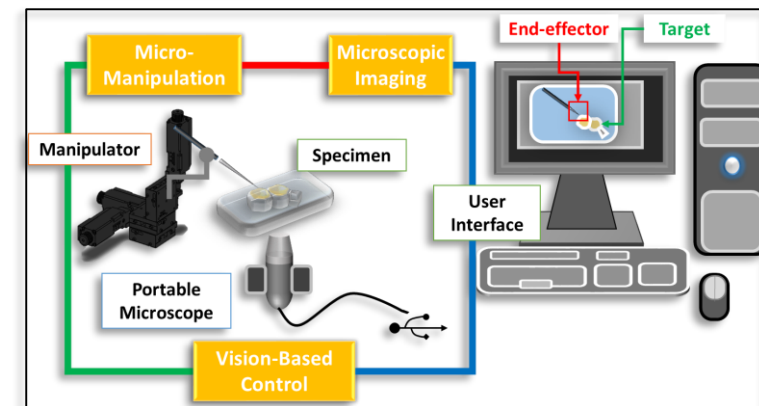 End-effector
Target
Micro-
Manipulation
Microscopic
Imaging
Manipulator
Specimen
User
Interface
Portable
Microscope
Vision-Based
Control